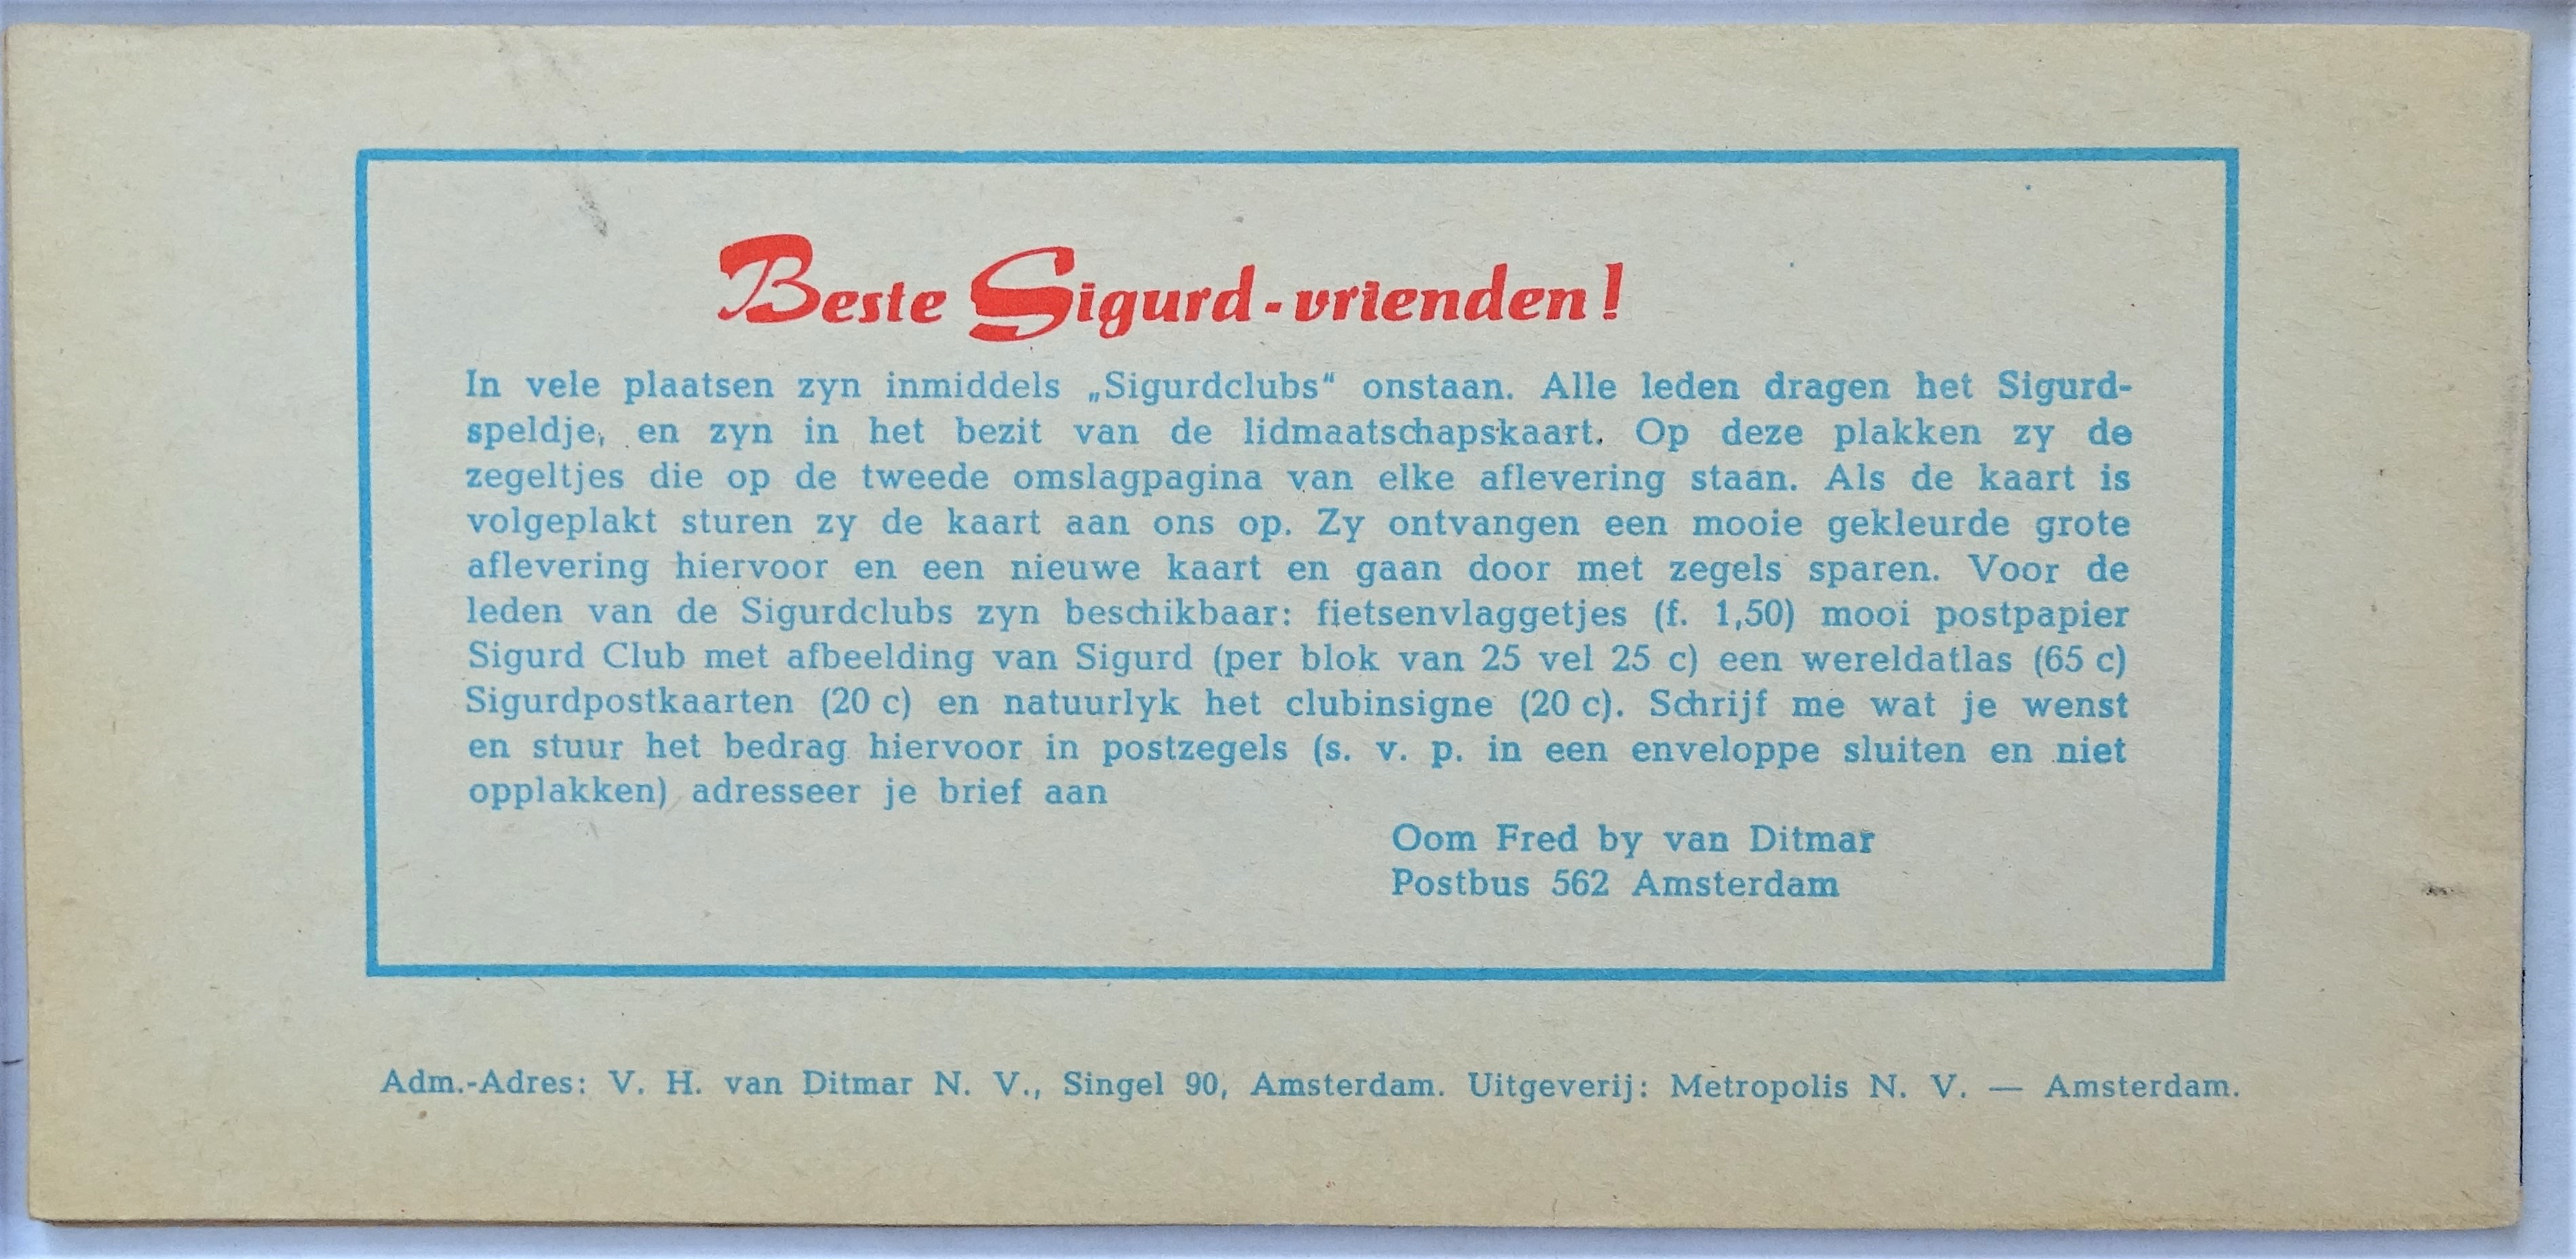 Beste Sigurd-vrienden!
In vele plaatsen zyn inmiddels „Sigurdclubs“ onstaan. Alle leden dragen het Sigurd-
speldje, en zyn in het bezit van de lidmaatschapskaart. Op deze plakken zy de
zegeltjes die op de tweede omslagpagina van elke aflevering staan. Als de kaart is
volgeplakt sturen zy de kaart aan ons op. Zy ontvangen een mooie gekleurde grote
aflevering hiervoor en een nieuwe kaart en gaan door met zegels sparen. Voor de
leden van de Sigurdclubs zyn beschikbaar: fietsenvlaggetjes (f. 1,50) mooi postpapier
Sigurd Club met afbeelding van Sigurd (per blok van 25 vel 25 c) een wereldatlas (65 c)
Sigurdpostkaarten (20 c) en natuurlyk het clubinsigne (20 c). Schrijf me wat je wenst
en stuur het bedrag hiervoor in postzegels (s. v. p. in een enveloppe sluiten en niet
opplakken) adresseer je brief aan
Oom Fred by van Ditmar
Postbus 562 Amsterdam
Adm.-Adres: V. H. van Ditmar N. V., Singel 90, Amsterdam. Uitgeverij: Metropolis N. V. — Amsterdam.